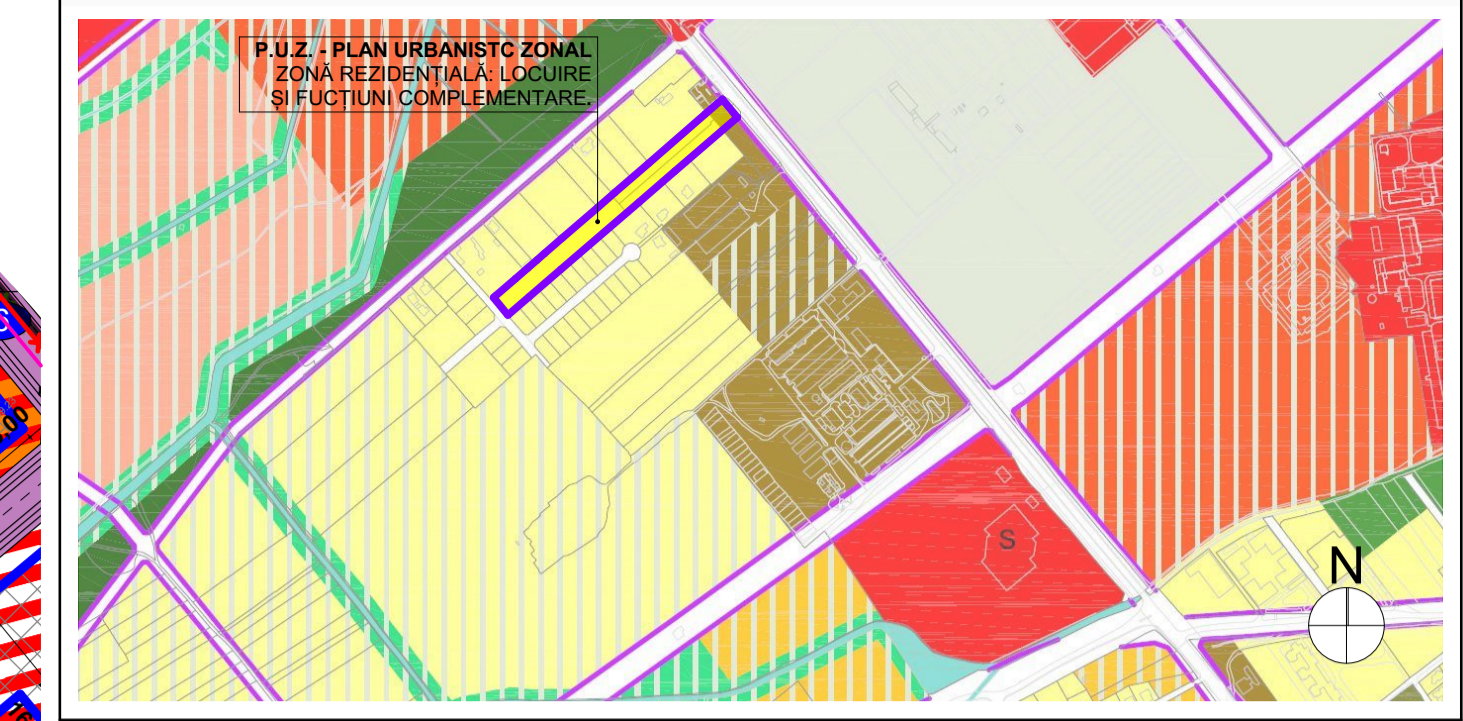 P.U.Z. - PLAN URBANISTC ZONAL
ZONĂ REZIDENȚIALĂ: LOCUIRE
ȘI FUCȚIUNI COMPLEMENTARE.
S
N